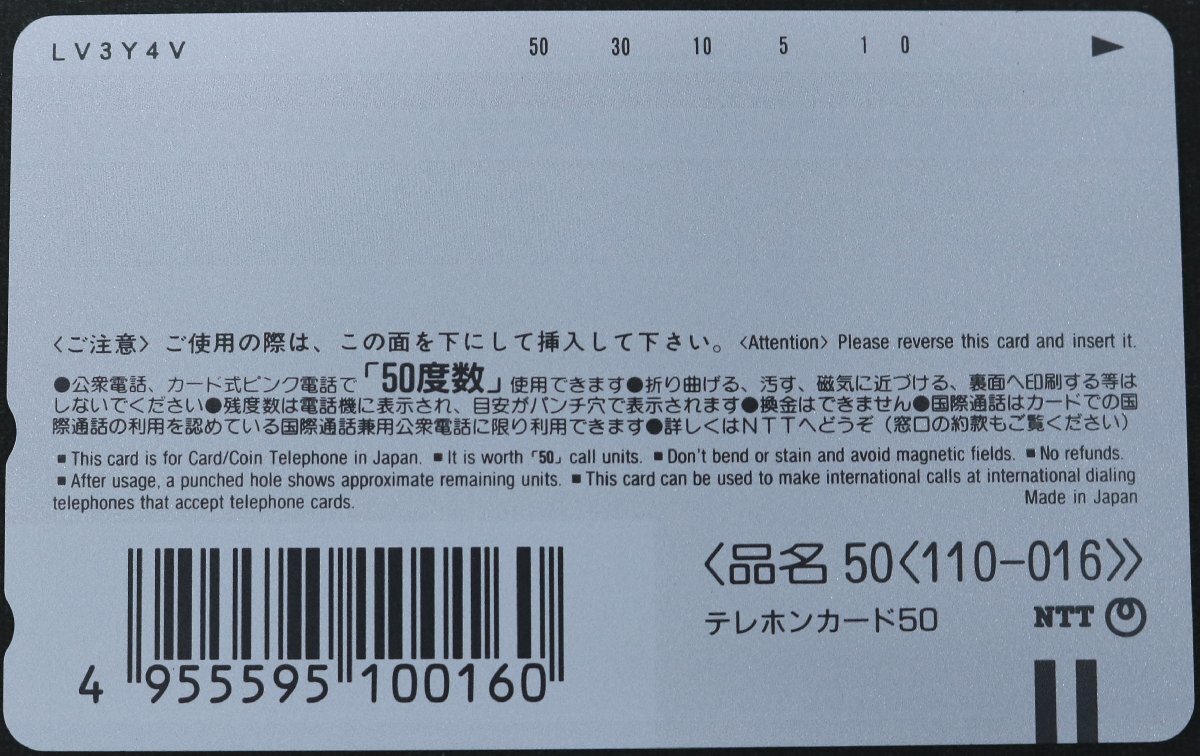 LV3Y4V 50 30 10 5 1 0 ▶
〈ご注意〉ご使用の際は、この面を下にして挿入して下さい。〈Attention〉Please reverse this card and insert it.
●公衆電話、カード式ピンク電話で「50度数」使用できます●折り曲げる、汚す、磁気に近づける、裏面へ印刷する等は
しないでください●残度数は電話機に表示され、目安がパンチ穴で表示されます●換金はできません●国際通話はカードでの国
際通話の利用を認めている国際通話兼用公衆電話に限り利用できます●詳しくはNTTへどうぞ（窓口の約款もご覧ください）
■ This card is for Card/Coin Telephone in Japan. ■ It is worth「50」call units. ■ Don't bend or stain and avoid magnetic fields. ■ No refunds.
■ After usage, a punched hole shows approximate remaining units. ■ This card can be used to make international calls at international dialing
telephones that accept telephone cards. Made in Japan
〈品名 50〈110-016〉〉
テレホンカード50 NTT
4 955595 100160